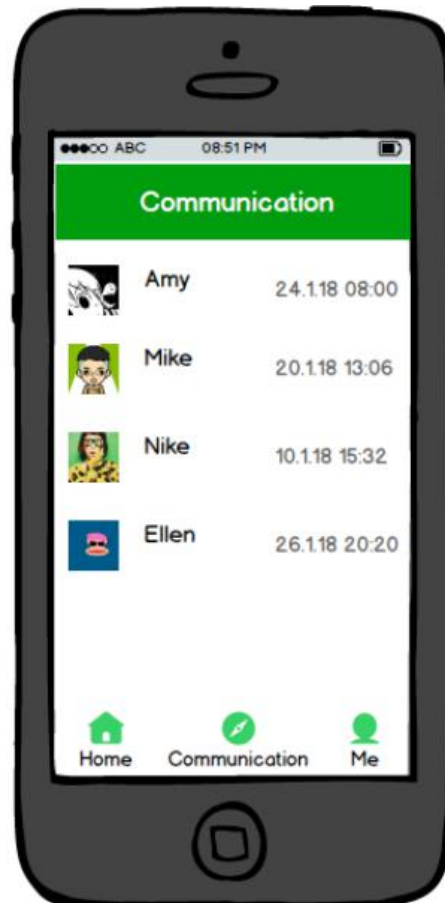 ABC 08:51 PM
Communication
Amy 24.1.18 08:00
Mike 20.1.18 13:06
Nike 10.1.18 15:32
Ellen 26.1.18 20:20
Home Communication Me